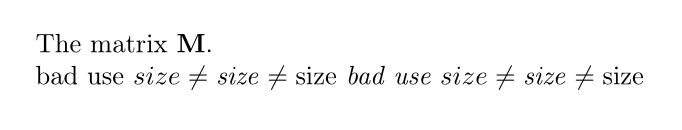 The matrix M.
bad use size ≠ size ≠ size bad use size ≠ size ≠ size